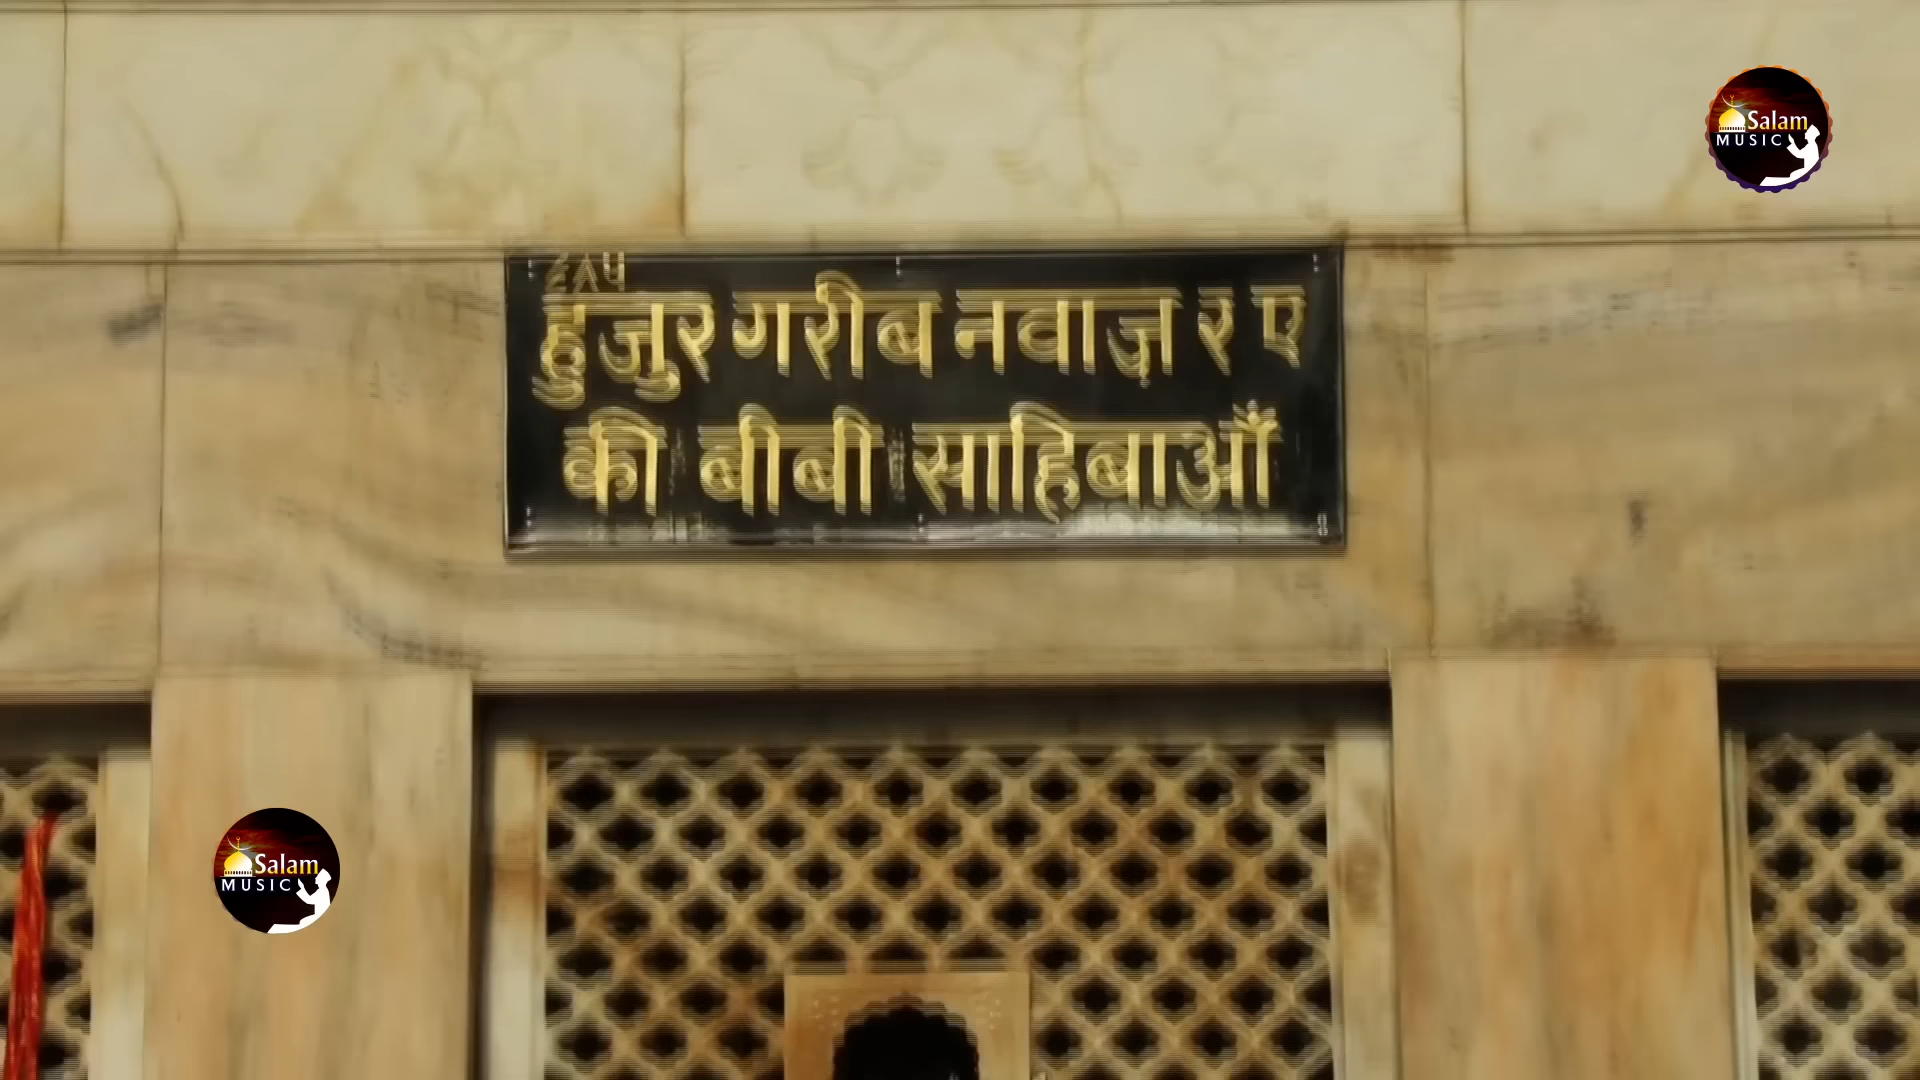 Salam
MUSIC
हुजुर गरीब नवाज़ र ए
की बीबी साहिबाओं
Salam
MUSIC